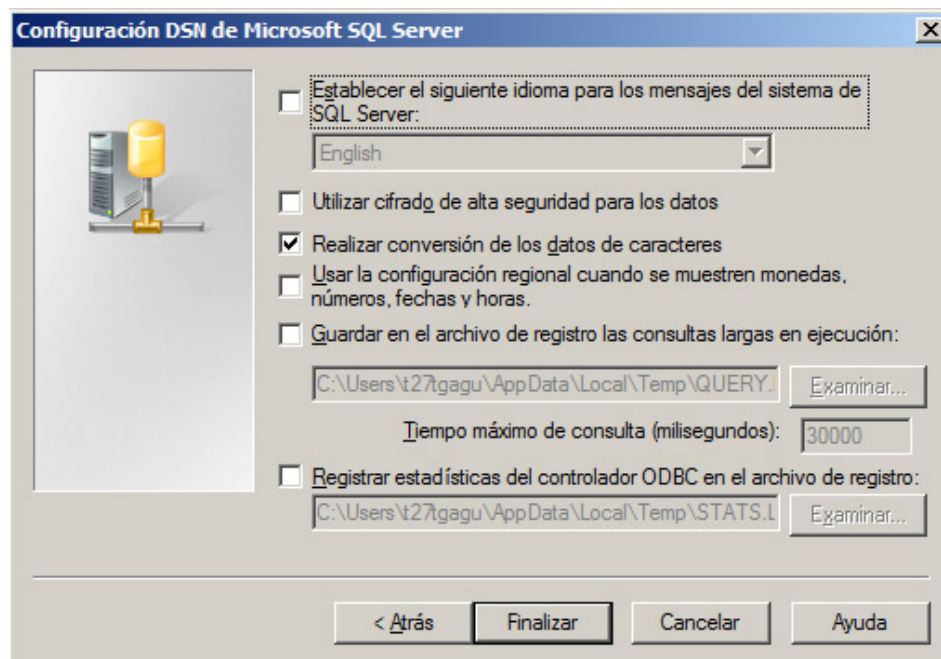 Configuración DSN de Microsoft SQL Server
Establecer el siguiente idioma para los mensajes del sistema de
SQL Server:
English
Utilizar cifrado de alta seguridad para los datos
Realizar conversión de los datos de caracteres
Usar la configuración regional cuando se muestren monedas,
números, fechas y horas.
Guardar en el archivo de registro las consultas largas en ejecución:
C:\Users\t27tgagu\AppData\Local\Temp\QUERY.
Examinar...
Tiempo máximo de consulta (milisegundos):
30000
Registrar estadísticas del controlador ODBC en el archivo de registro:
C:\Users\t27tgagu\AppData\Local\Temp\STATS.L
Examinar...
< Atrás
Finalizar
Cancelar
Ayuda